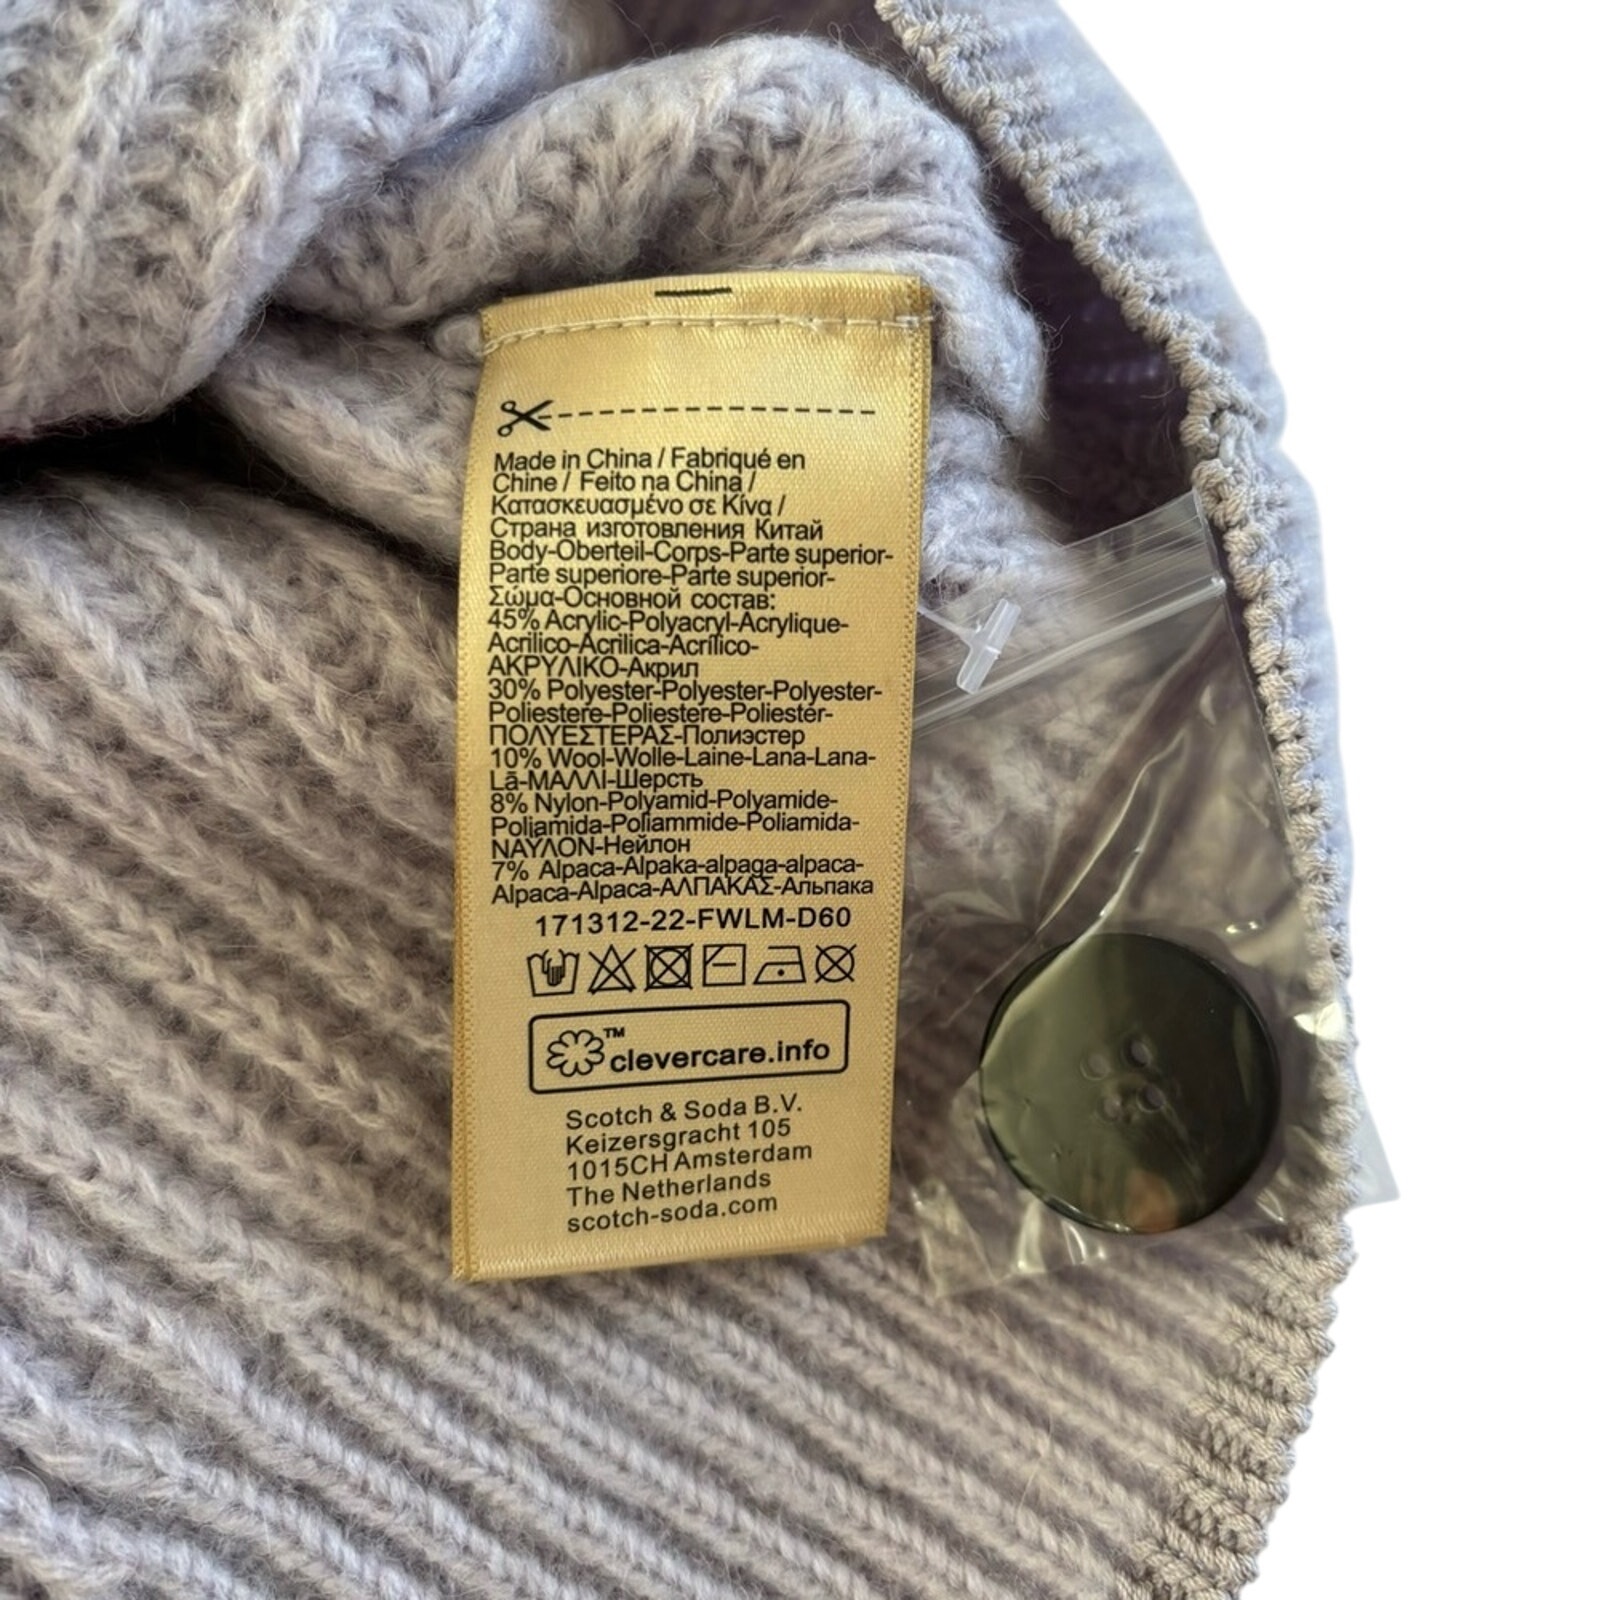 Made in China / Fabriqué en
Chine / Feito na China /
Κατασκευασμένο σε Κίνα /
Страна изготовления Китай
Body-Oberteil-Corps-Parte superior-
Parte superiore-Parte superior-
Σώμα-Основной состав:
45% Acrylic-Polyacryl-Acrylique-
Acrilico-Acrilica-Acrílico-
ΑΚΡΥΛΙΚΟ-Акрил
30% Polyester-Polyester-Polyester-
Poliestere-Poliestere-Poliestér-
ΠΟΛΥΕΣΤΕΡΑΣ-Полиэстер
10% Wool-Wolle-Laine-Lana-Lana-
Lã-ΜΑΛΛΙ-Шерсть
8% Nylon-Polyamid-Polyamide-
Poliamida-Poliammide-Poliamida-
ΝΑΫΛΟΝ-Нейлон
7% Alpaca-Alpaka-alpaga-alpaca-
Alpaca-Alpaca-ΑΛΠΑΚΑΣ-Альпака
171312-22-FWLM-D60
™
clevercare.info
Scotch & Soda B.V.
Keizersgracht 105
1015CH Amsterdam
The Netherlands
scotch-soda.com